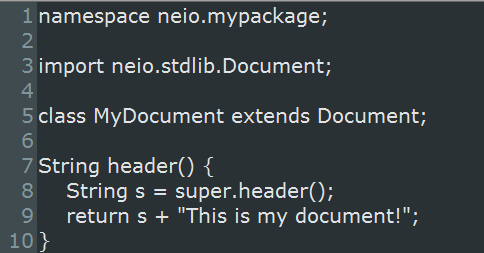 1 namespace neio.mypackage;
2
3 import neio.stdlib.Document;
4
5 class MyDocument extends Document;
6
7 String header() {
8     String s = super.header();
9     return s + "This is my document!";
10 }